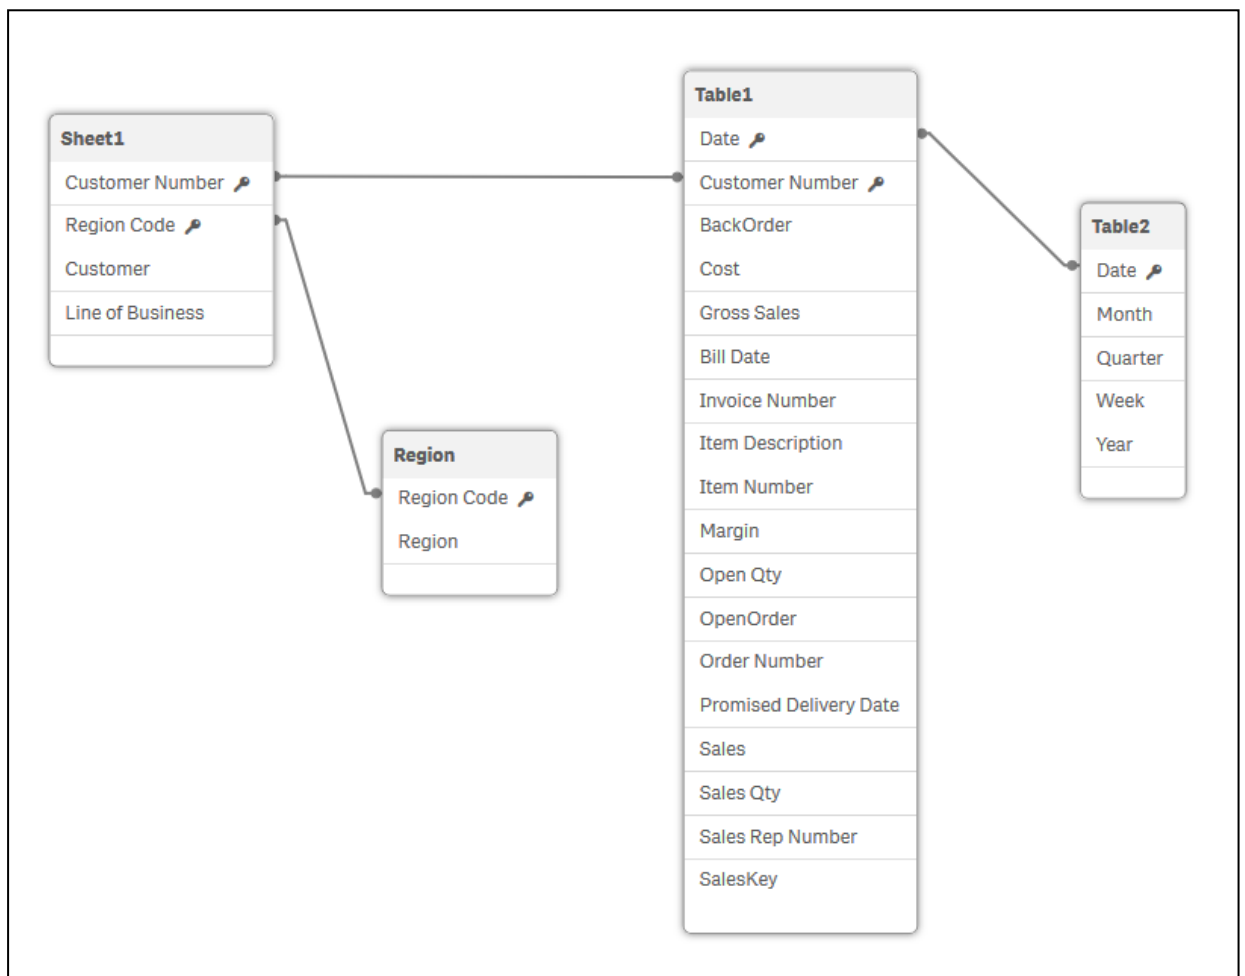 Sheet1
Customer Number
Region Code
Customer
Line of Business
Region
Region Code
Region
Table1
Date
Customer Number
BackOrder
Cost
Gross Sales
Bill Date
Invoice Number
Item Description
Item Number
Margin
Open Qty
OpenOrder
Order Number
Promised Delivery Date
Sales
Sales Qty
Sales Rep Number
SalesKey
Table2
Date
Month
Quarter
Week
Year